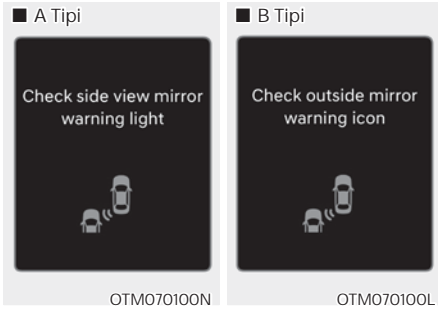 ■ A Tipi
Check side view mirror
warning light
OTM070100N
■ B Tipi
Check outside mirror
warning icon
OTM070100L